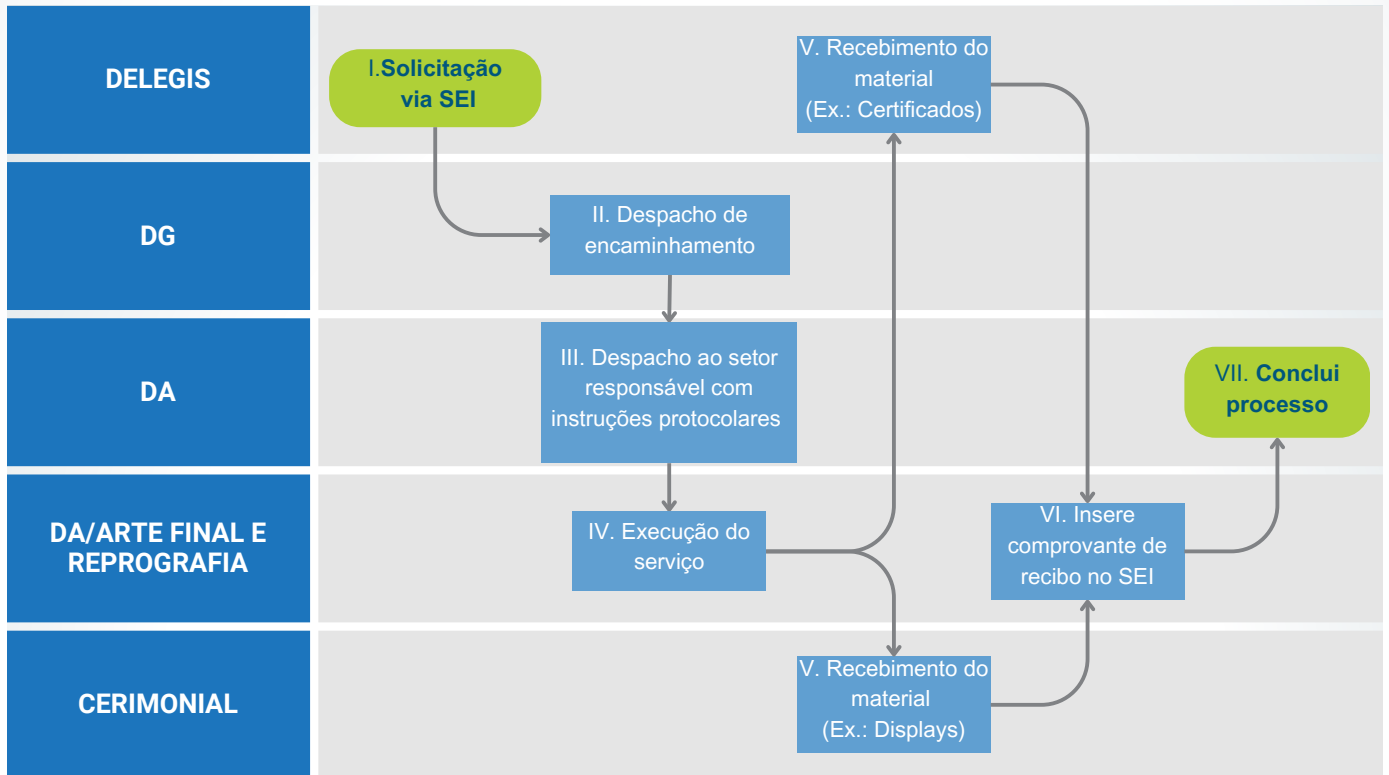 DELEGIS
I.Solicitação
via SEI
V. Recebimento do
material
(Ex.: Certificados)
DG
II. Despacho de
encaminhamento
DA
III. Despacho ao setor
responsável com
instruções protocolares
VII. Conclui
processo
DA/ARTE FINAL E
REPROGRAFIA
IV. Execução do
serviço
VI. Insere
comprovante de
recibo no SEI
CERIMONIAL
V. Recebimento do
material
(Ex.: Displays)